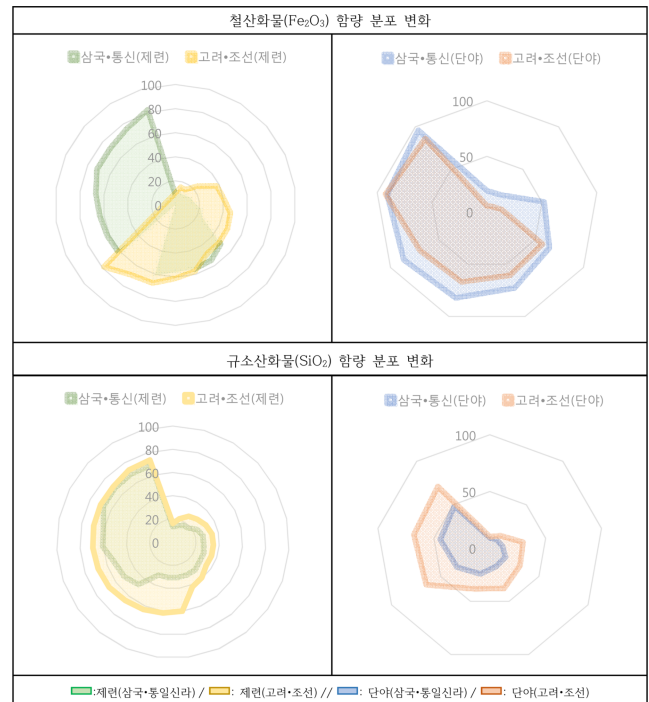 철산화물(Fe₂O₃) 함량 분포 변화
삼국•통신(제련) 고려•조선(제련)
100
80
60
40
20
0
삼국•통신(단야) 고려•조선(단야)
100
50
0
규소산화물(SiO₂) 함량 분포 변화
삼국•통신(제련) 고려•조선(제련)
100
80
60
40
20
0
삼국•통신(단야) 고려•조선(단야)
100
50
0
:제련(삼국•통일신라) / : 제련(고려•조선) // : 단야(삼국•통일신라) / : 단야(고려•조선)